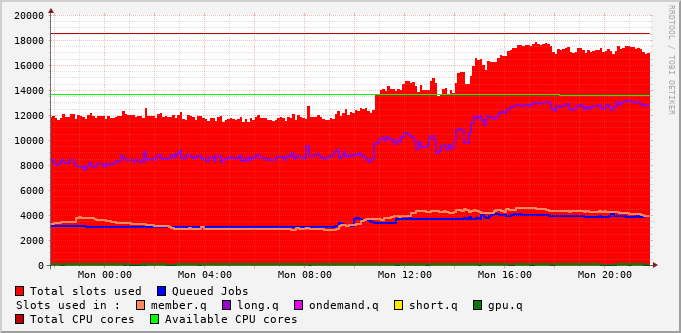 20000
18000
16000
14000
12000
10000
8000
6000
4000
2000
0
Mon 00:00 Mon 04:00 Mon 08:00 Mon 12:00 Mon 16:00 Mon 20:00
Total slots used Queued Jobs
Slots used in : member.q long.q ondemand.q short.q gpu.q
Total CPU cores Available CPU cores
RRDTOOL / TOBI OETIKER